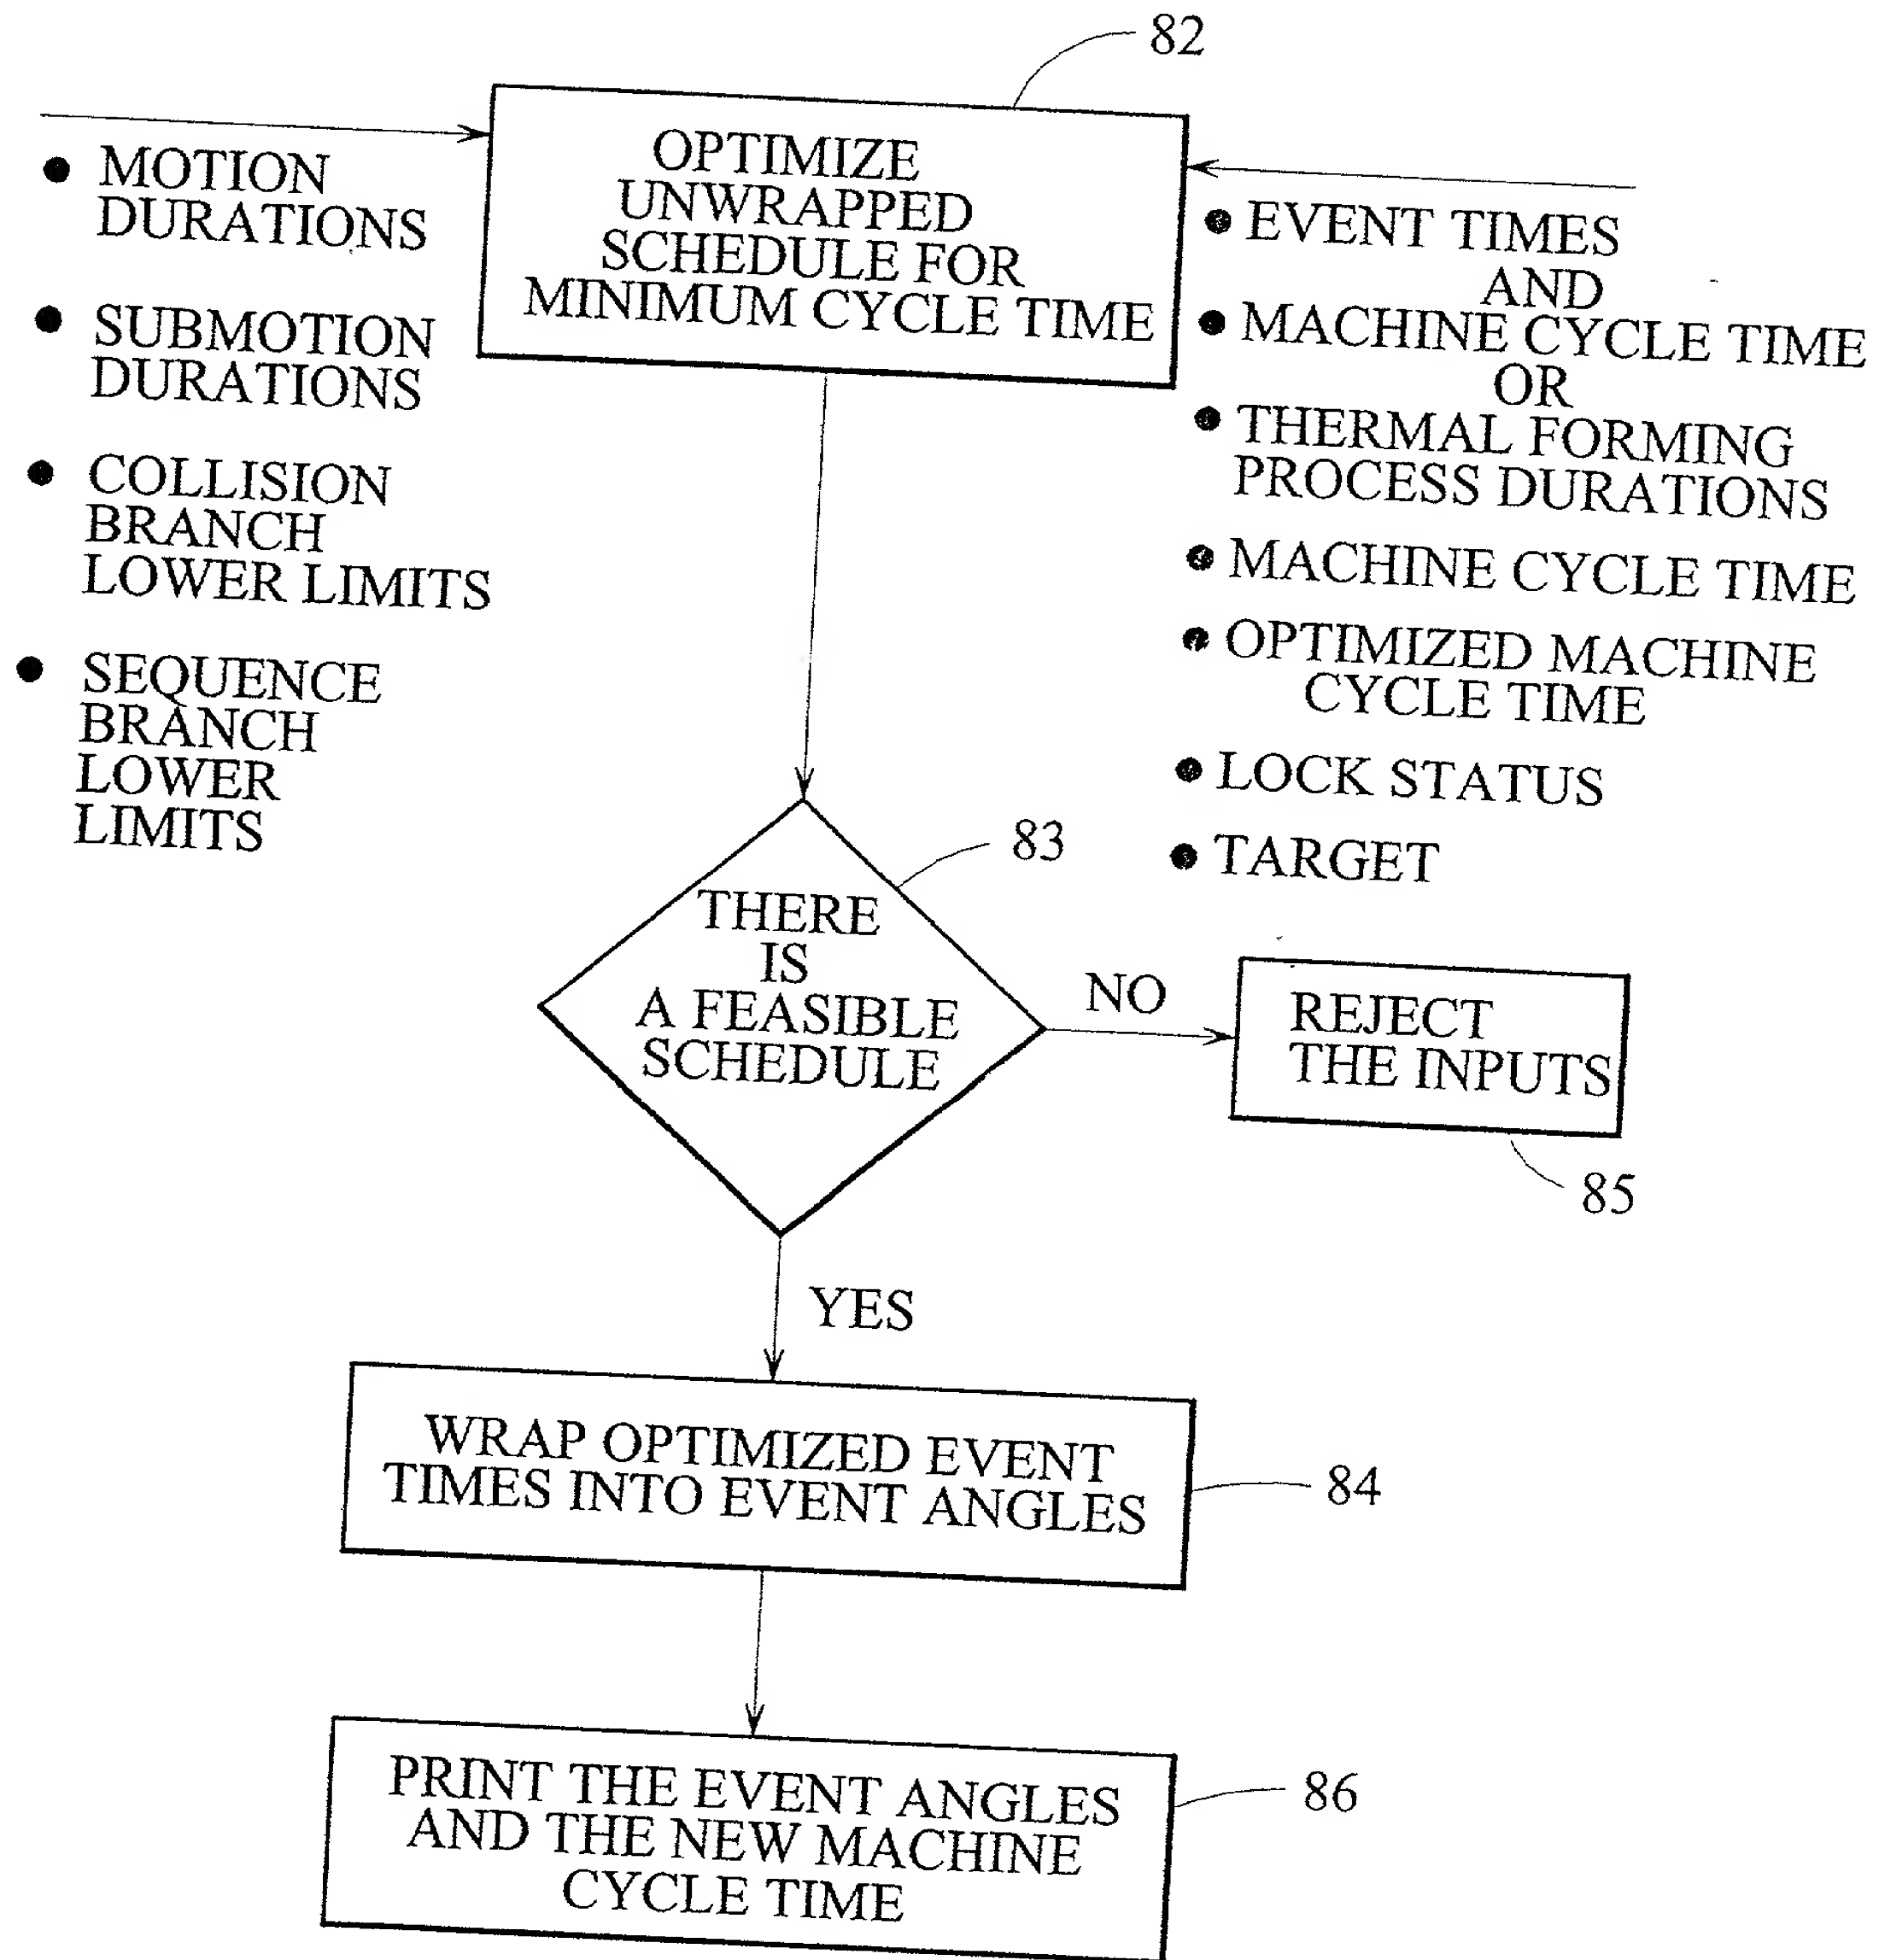 82
OPTIMIZE
UNWRAPPED
SCHEDULE FOR
MINIMUM CYCLE TIME
• MOTION
DURATIONS
• SUBMOTION
DURATIONS
• COLLISION
BRANCH
LOWER LIMITS
• SEQUENCE
BRANCH
LOWER
LIMITS
• EVENT TIMES
AND
• MACHINE CYCLE TIME
OR
• THERMAL FORMING
PROCESS DURATIONS
• MACHINE CYCLE TIME
• OPTIMIZED MACHINE
CYCLE TIME
• LOCK STATUS
• TARGET
83
THERE
IS
A FEASIBLE
SCHEDULE
NO
REJECT
THE INPUTS
85
YES
WRAP OPTIMIZED EVENT
TIMES INTO EVENT ANGLES
84
PRINT THE EVENT ANGLES
AND THE NEW MACHINE
CYCLE TIME
86